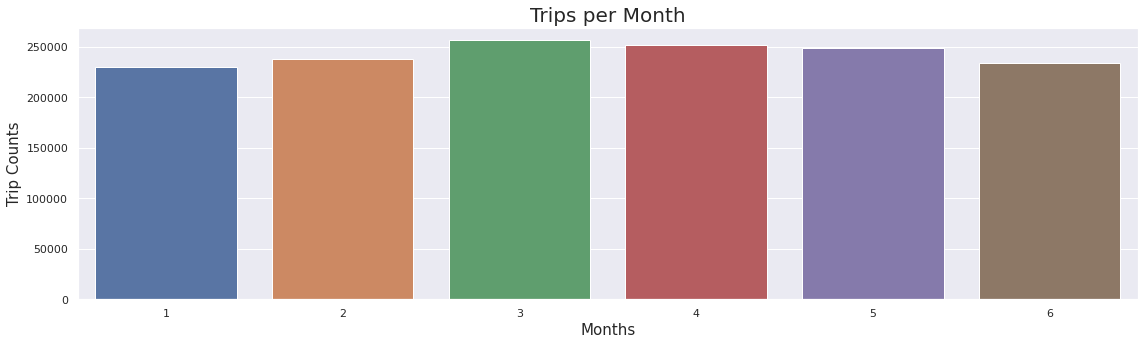 Trips per Month
Trip Counts
250000
200000
150000
100000
50000
0
1 2 3 4 5 6
Months